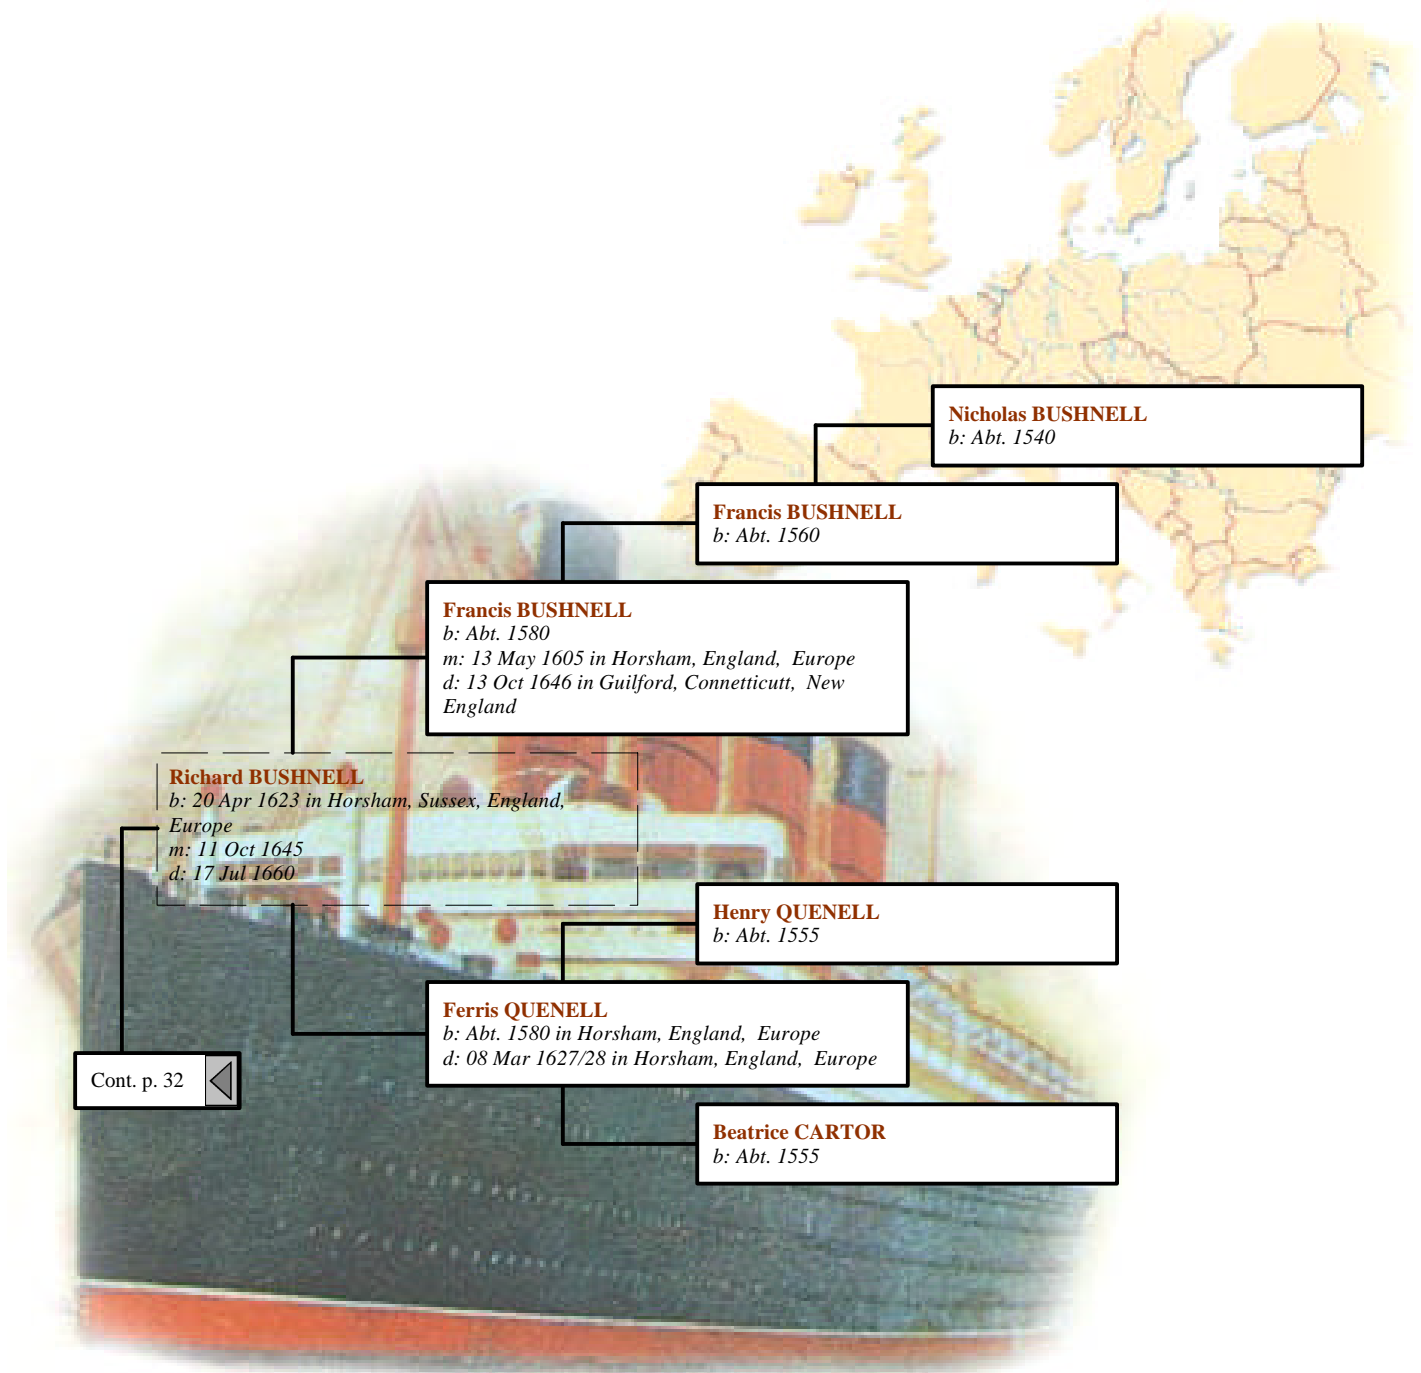 Nicholas BUSHNELL
b: Abt. 1540
Francis BUSHNELL
b: Abt. 1560
Francis BUSHNELL
b: Abt. 1580
m: 13 May 1605 in Horsham, England, Europe
d: 13 Oct 1646 in Guilford, Connetticutt, New
England
Richard BUSHNELL
b: 20 Apr 1623 in Horsham, Sussex, England,
Europe
m: 11 Oct 1645
d: 17 Jul 1660
Henry QUENELL
b: Abt. 1555
Ferris QUENELL
b: Abt. 1580 in Horsham, England, Europe
d: 08 Mar 1627/28 in Horsham, England, Europe
Cont. p. 32
Beatrice CARTOR
b: Abt. 1555